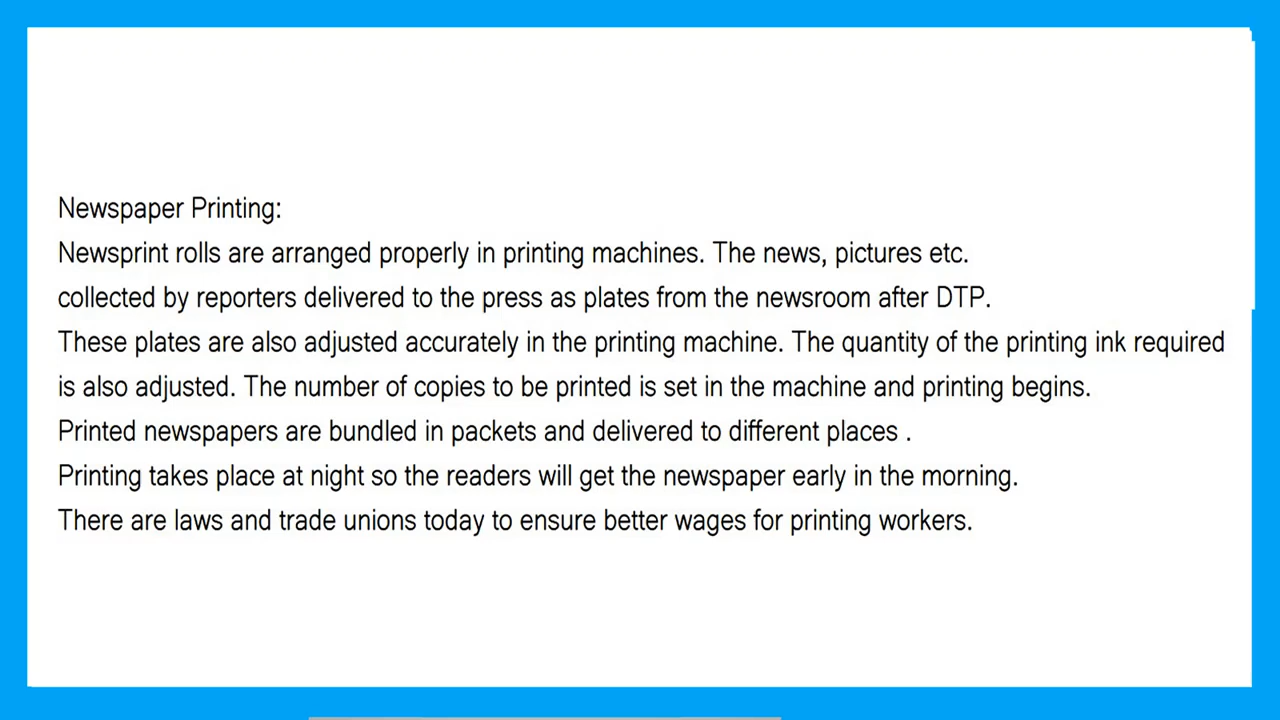 Newspaper Printing:
Newsprint rolls are arranged properly in printing machines. The news, pictures etc.
collected by reporters delivered to the press as plates from the newsroom after DTP.
These plates are also adjusted accurately in the printing machine. The quantity of the printing ink required
is also adjusted. The number of copies to be printed is set in the machine and printing begins.
Printed newspapers are bundled in packets and delivered to different places .
Printing takes place at night so the readers will get the newspaper early in the morning.
There are laws and trade unions today to ensure better wages for printing workers.